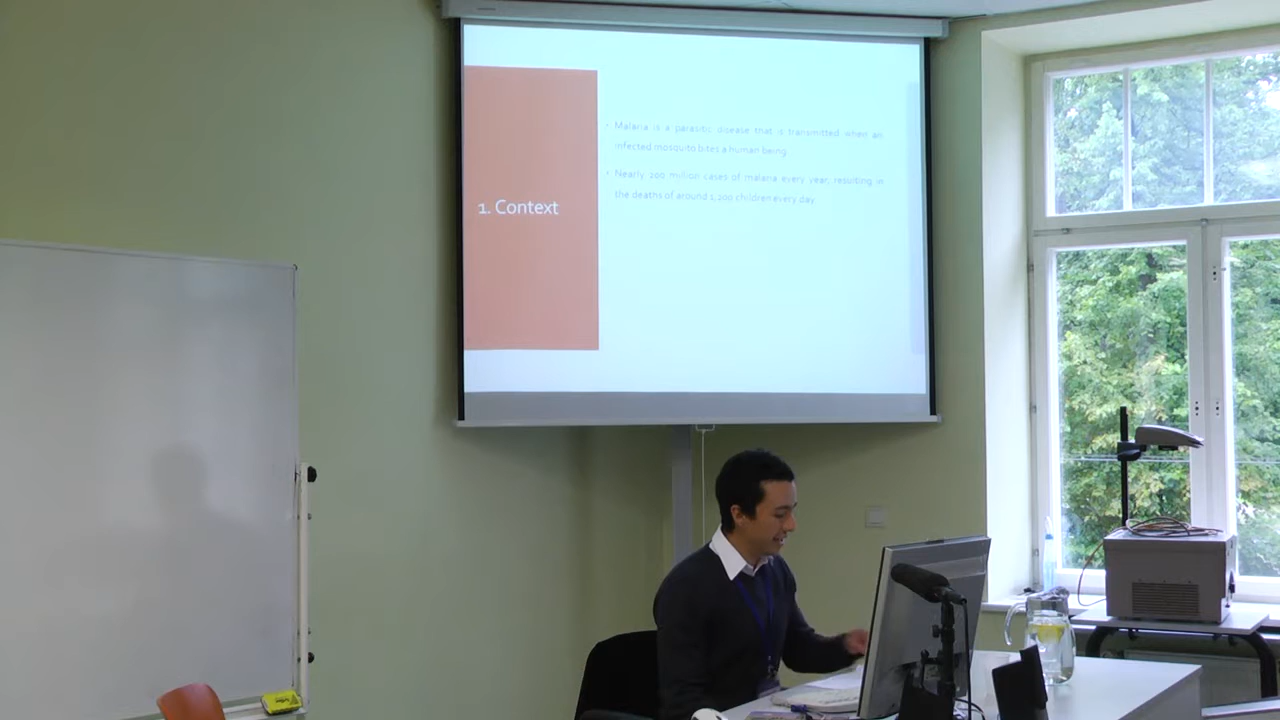 1. Context
• Malaria is a parasitic disease that is transmitted when an
infected mosquito bites a human being.
• Nearly 200 million cases of malaria every year, resulting in
the deaths of around 1,200 children every day.